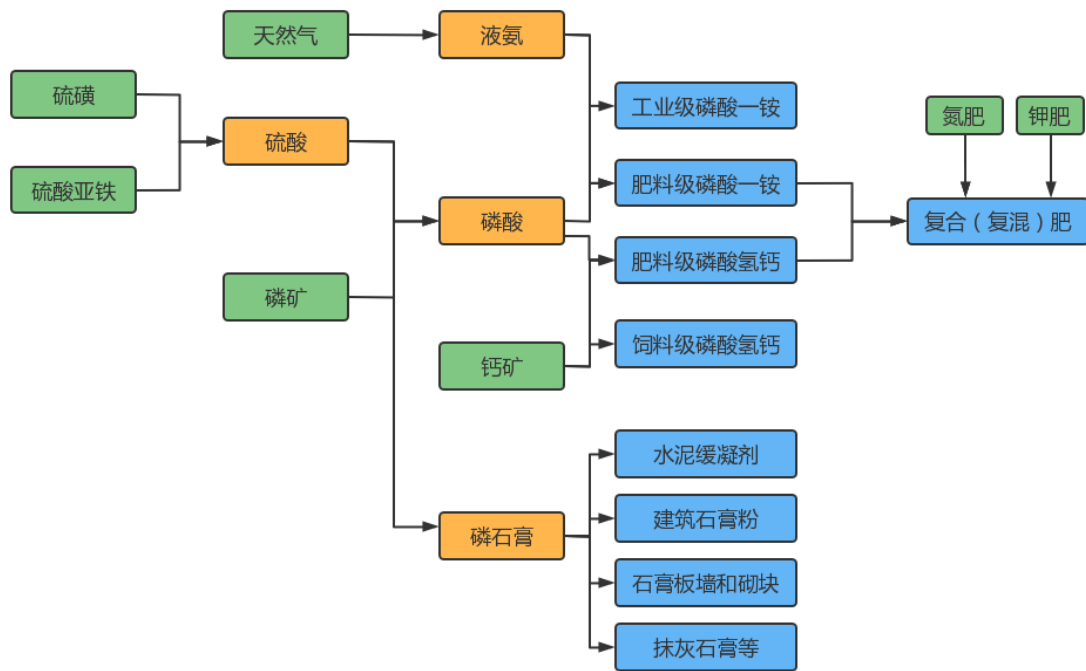 天然气
液氨
硫磺
工业级磷酸一铵
氮肥
钾肥
硫酸
硫酸亚铁
肥料级磷酸一铵
磷酸
复合（复混）肥
肥料级磷酸氢钙
磷矿
饲料级磷酸氢钙
钙矿
水泥缓凝剂
建筑石膏粉
磷石膏
石膏板墙和砌块
抹灰石膏等